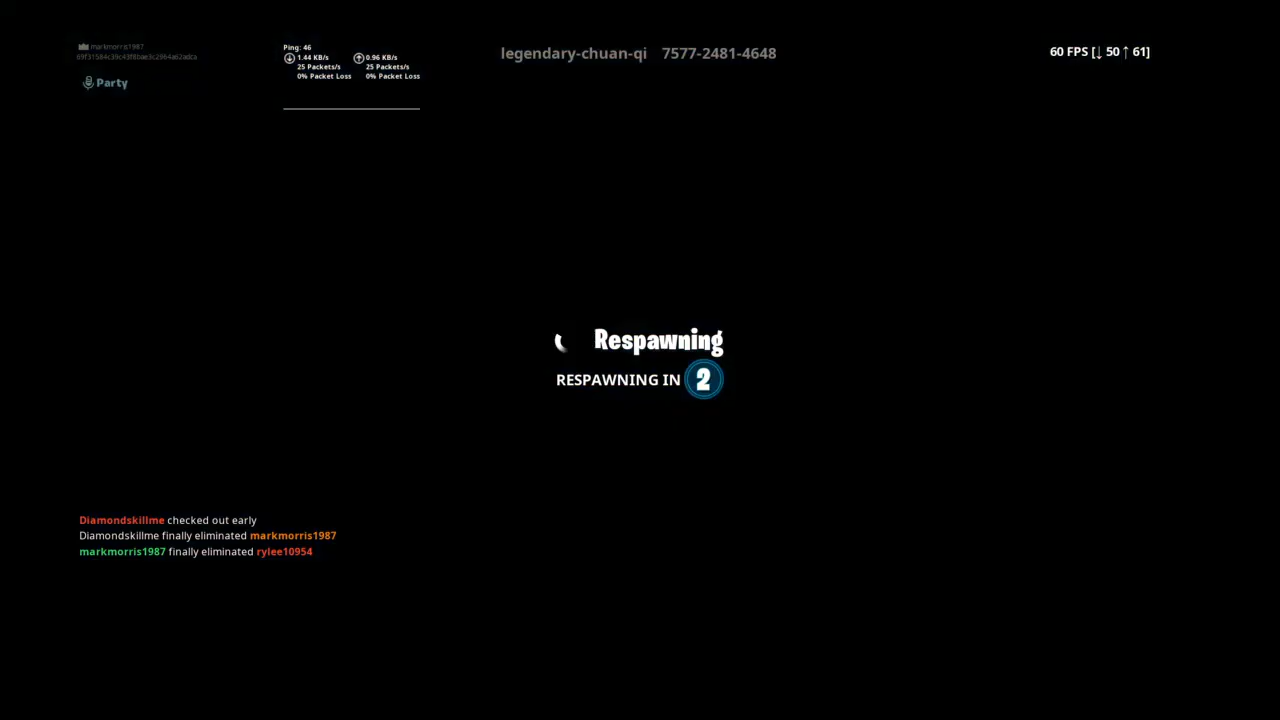 markmorris1987
Party
Ping: 46
1.44 KB/s 0.96 KB/s
25 Packets/s 25 Packets/s
0% Packet Loss 0% Packet Loss
legendary-chuan-qi 7577-2481-4648
60 FPS [↓ 50 ↑ 61]
Respawning
RESPAWNING IN 2
Diamondskillme checked out early
Diamondskillme finally eliminated markmorris1987
markmorris1987 finally eliminated rylee10954